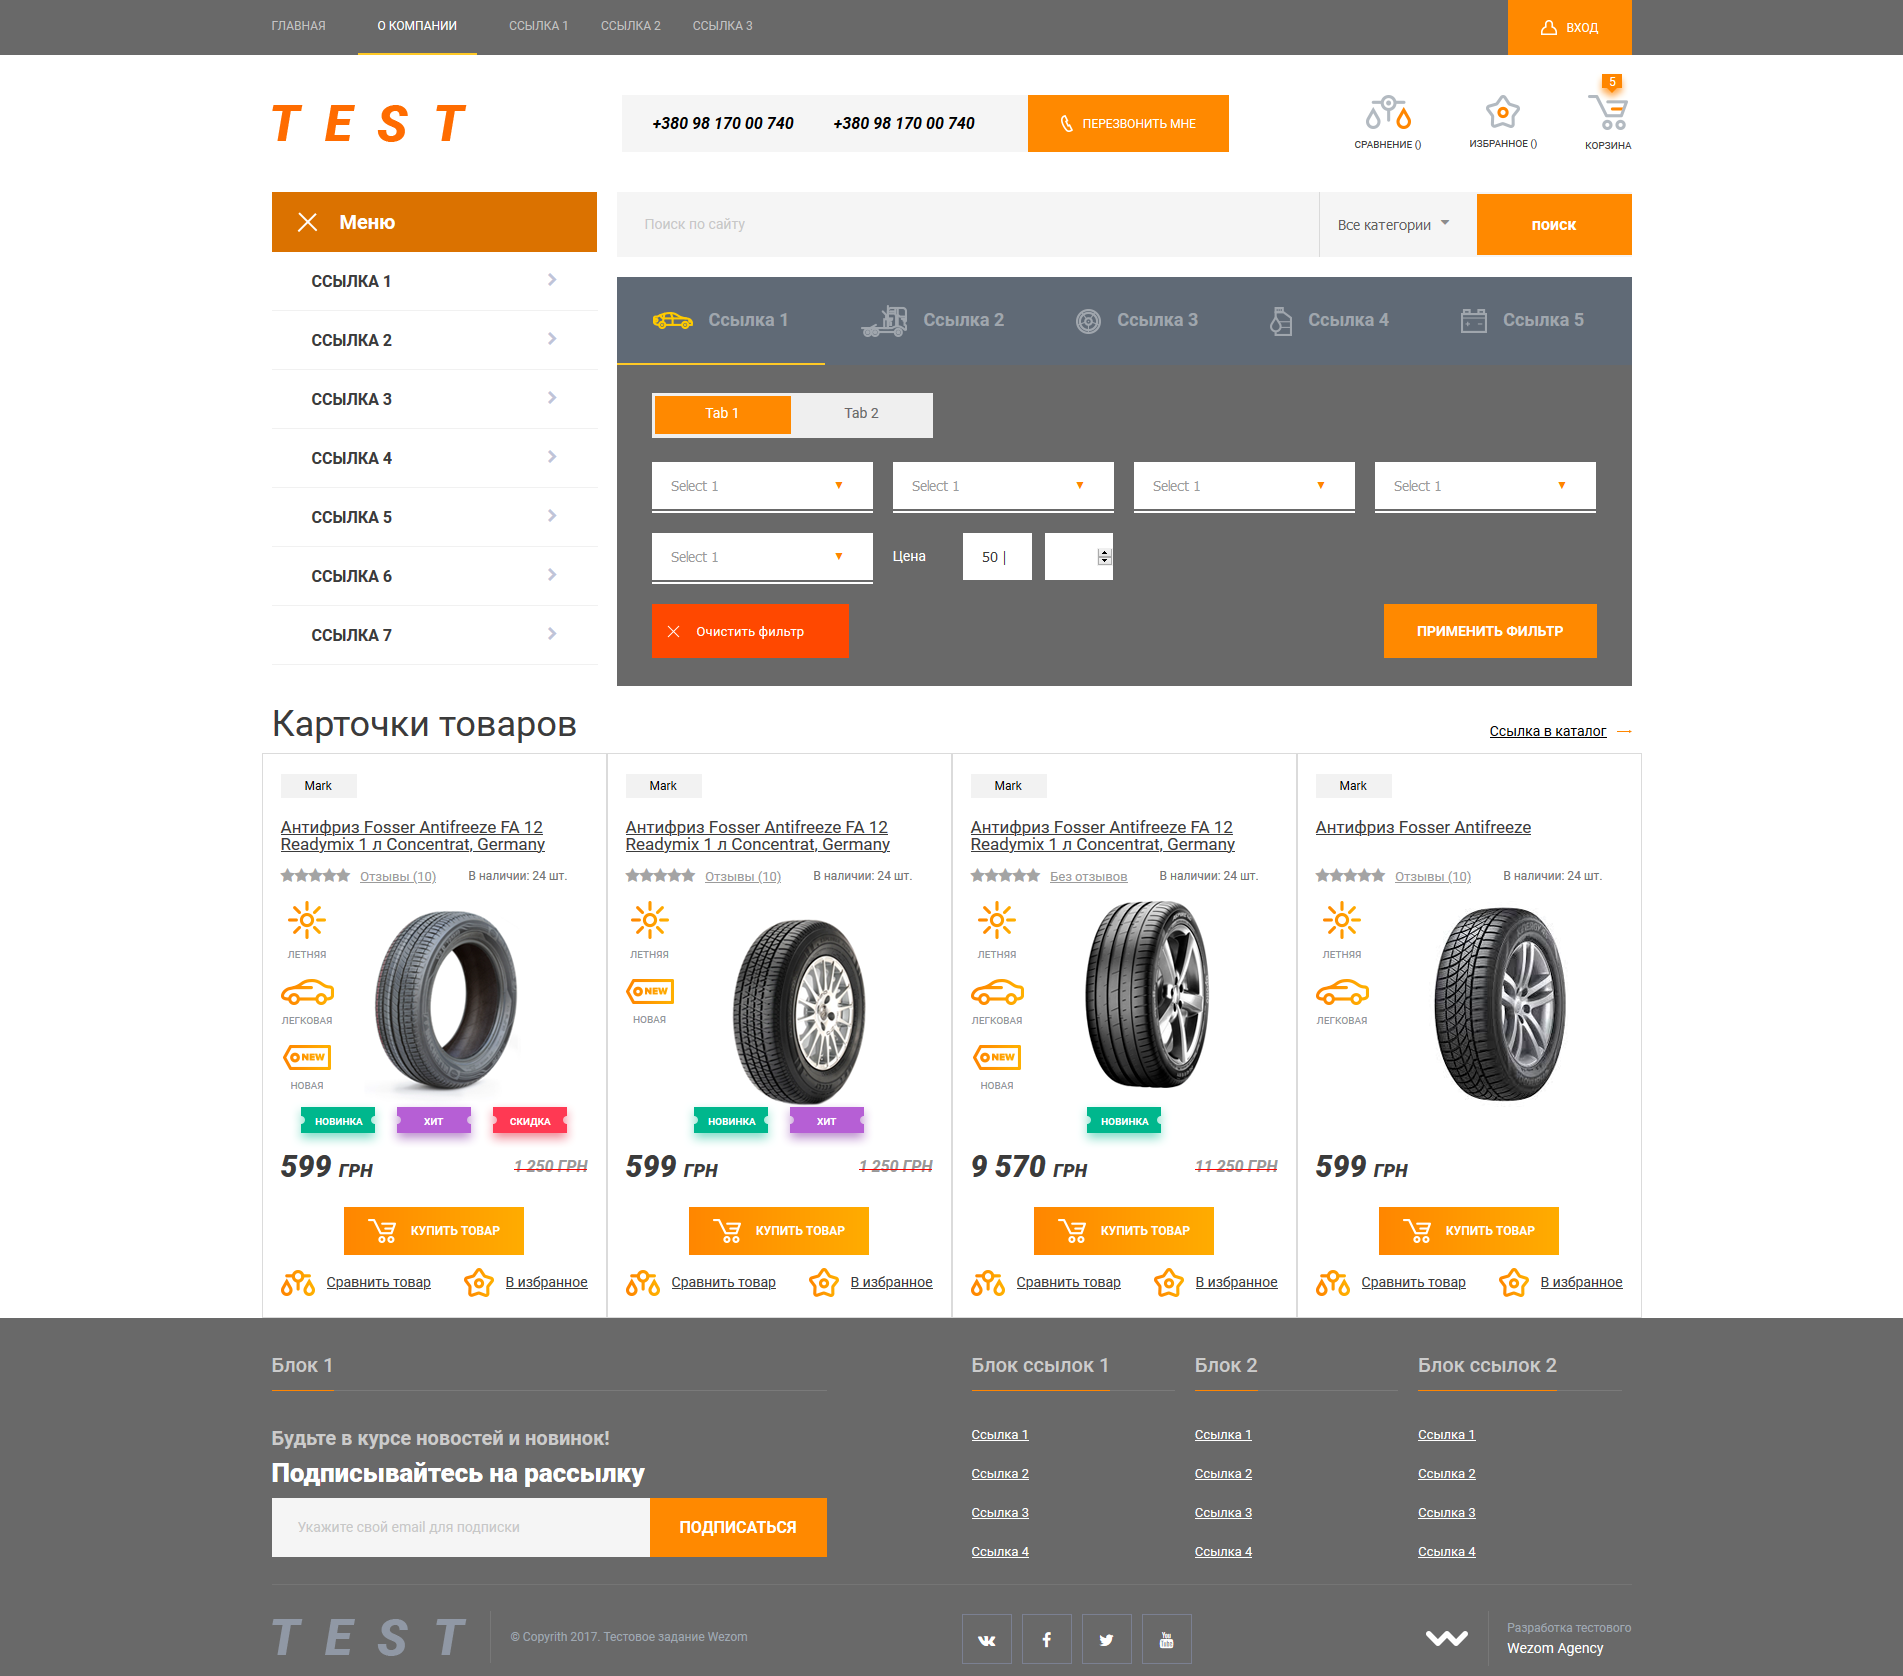 ГЛАВНАЯ О КОМПАНИИ ССЫЛКА 1 ССЫЛКА 2 ССЫЛКА 3 ВХОД
5
TEST +380 98 170 00 740 +380 98 170 00 740 ПЕРЕЗВОНИТЬ МНЕ
СРАВНЕНИЕ () ИЗБРАННОЕ () КОРЗИНА
Меню Поиск по сайту Все категории поиск
ССЫЛКА 1
ССЫЛКА 2
ССЫЛКА 3
ССЫЛКА 4
ССЫЛКА 5
ССЫЛКА 6
ССЫЛКА 7
Ссылка 1 Ссылка 2 Ссылка 3 Ссылка 4 Ссылка 5
Tab 1 Tab 2
Select 1 Select 1 Select 1 Select 1
Select 1 Цена 50 |
Очистить фильтр ПРИМЕНИТЬ ФИЛЬТР
Карточки товаров Ссылка в каталог
Mark
Антифриз Fosser Antifreeze FA 12
Readymix 1 л Concentrat, Germany
Отзывы (10) В наличии: 24 шт.
ЛЕТНЯЯ
ЛЕГКОВАЯ
NEW
НОВАЯ
НОВИНКА ХИТ СКИДКА
599 ГРН 1 250 ГРН
КУПИТЬ ТОВАР
Сравнить товар В избранное
Mark
Антифриз Fosser Antifreeze FA 12
Readymix 1 л Concentrat, Germany
Отзывы (10) В наличии: 24 шт.
ЛЕТНЯЯ
NEW
НОВАЯ
НОВИНКА ХИТ
599 ГРН 1 250 ГРН
КУПИТЬ ТОВАР
Сравнить товар В избранное
Mark
Антифриз Fosser Antifreeze FA 12
Readymix 1 л Concentrat, Germany
Без отзывов В наличии: 24 шт.
ЛЕТНЯЯ
ЛЕГКОВАЯ
NEW
НОВАЯ
НОВИНКА
9 570 ГРН 11 250 ГРН
КУПИТЬ ТОВАР
Сравнить товар В избранное
Mark
Антифриз Fosser Antifreeze
Отзывы (10) В наличии: 24 шт.
ЛЕТНЯЯ
ЛЕГКОВАЯ
599 ГРН
КУПИТЬ ТОВАР
Сравнить товар В избранное
Блок 1
Будьте в курсе новостей и новинок!
Подписывайтесь на рассылку
Укажите свой email для подписки ПОДПИСАТЬСЯ
Блок ссылок 1
Ссылка 1
Ссылка 2
Ссылка 3
Ссылка 4
Блок 2
Ссылка 1
Ссылка 2
Ссылка 3
Ссылка 4
Блок ссылок 2
Ссылка 1
Ссылка 2
Ссылка 3
Ссылка 4
TEST © Copyrith 2017. Тестовое задание Wezom
You
Tube
Разработка тестового
Wezom Agency